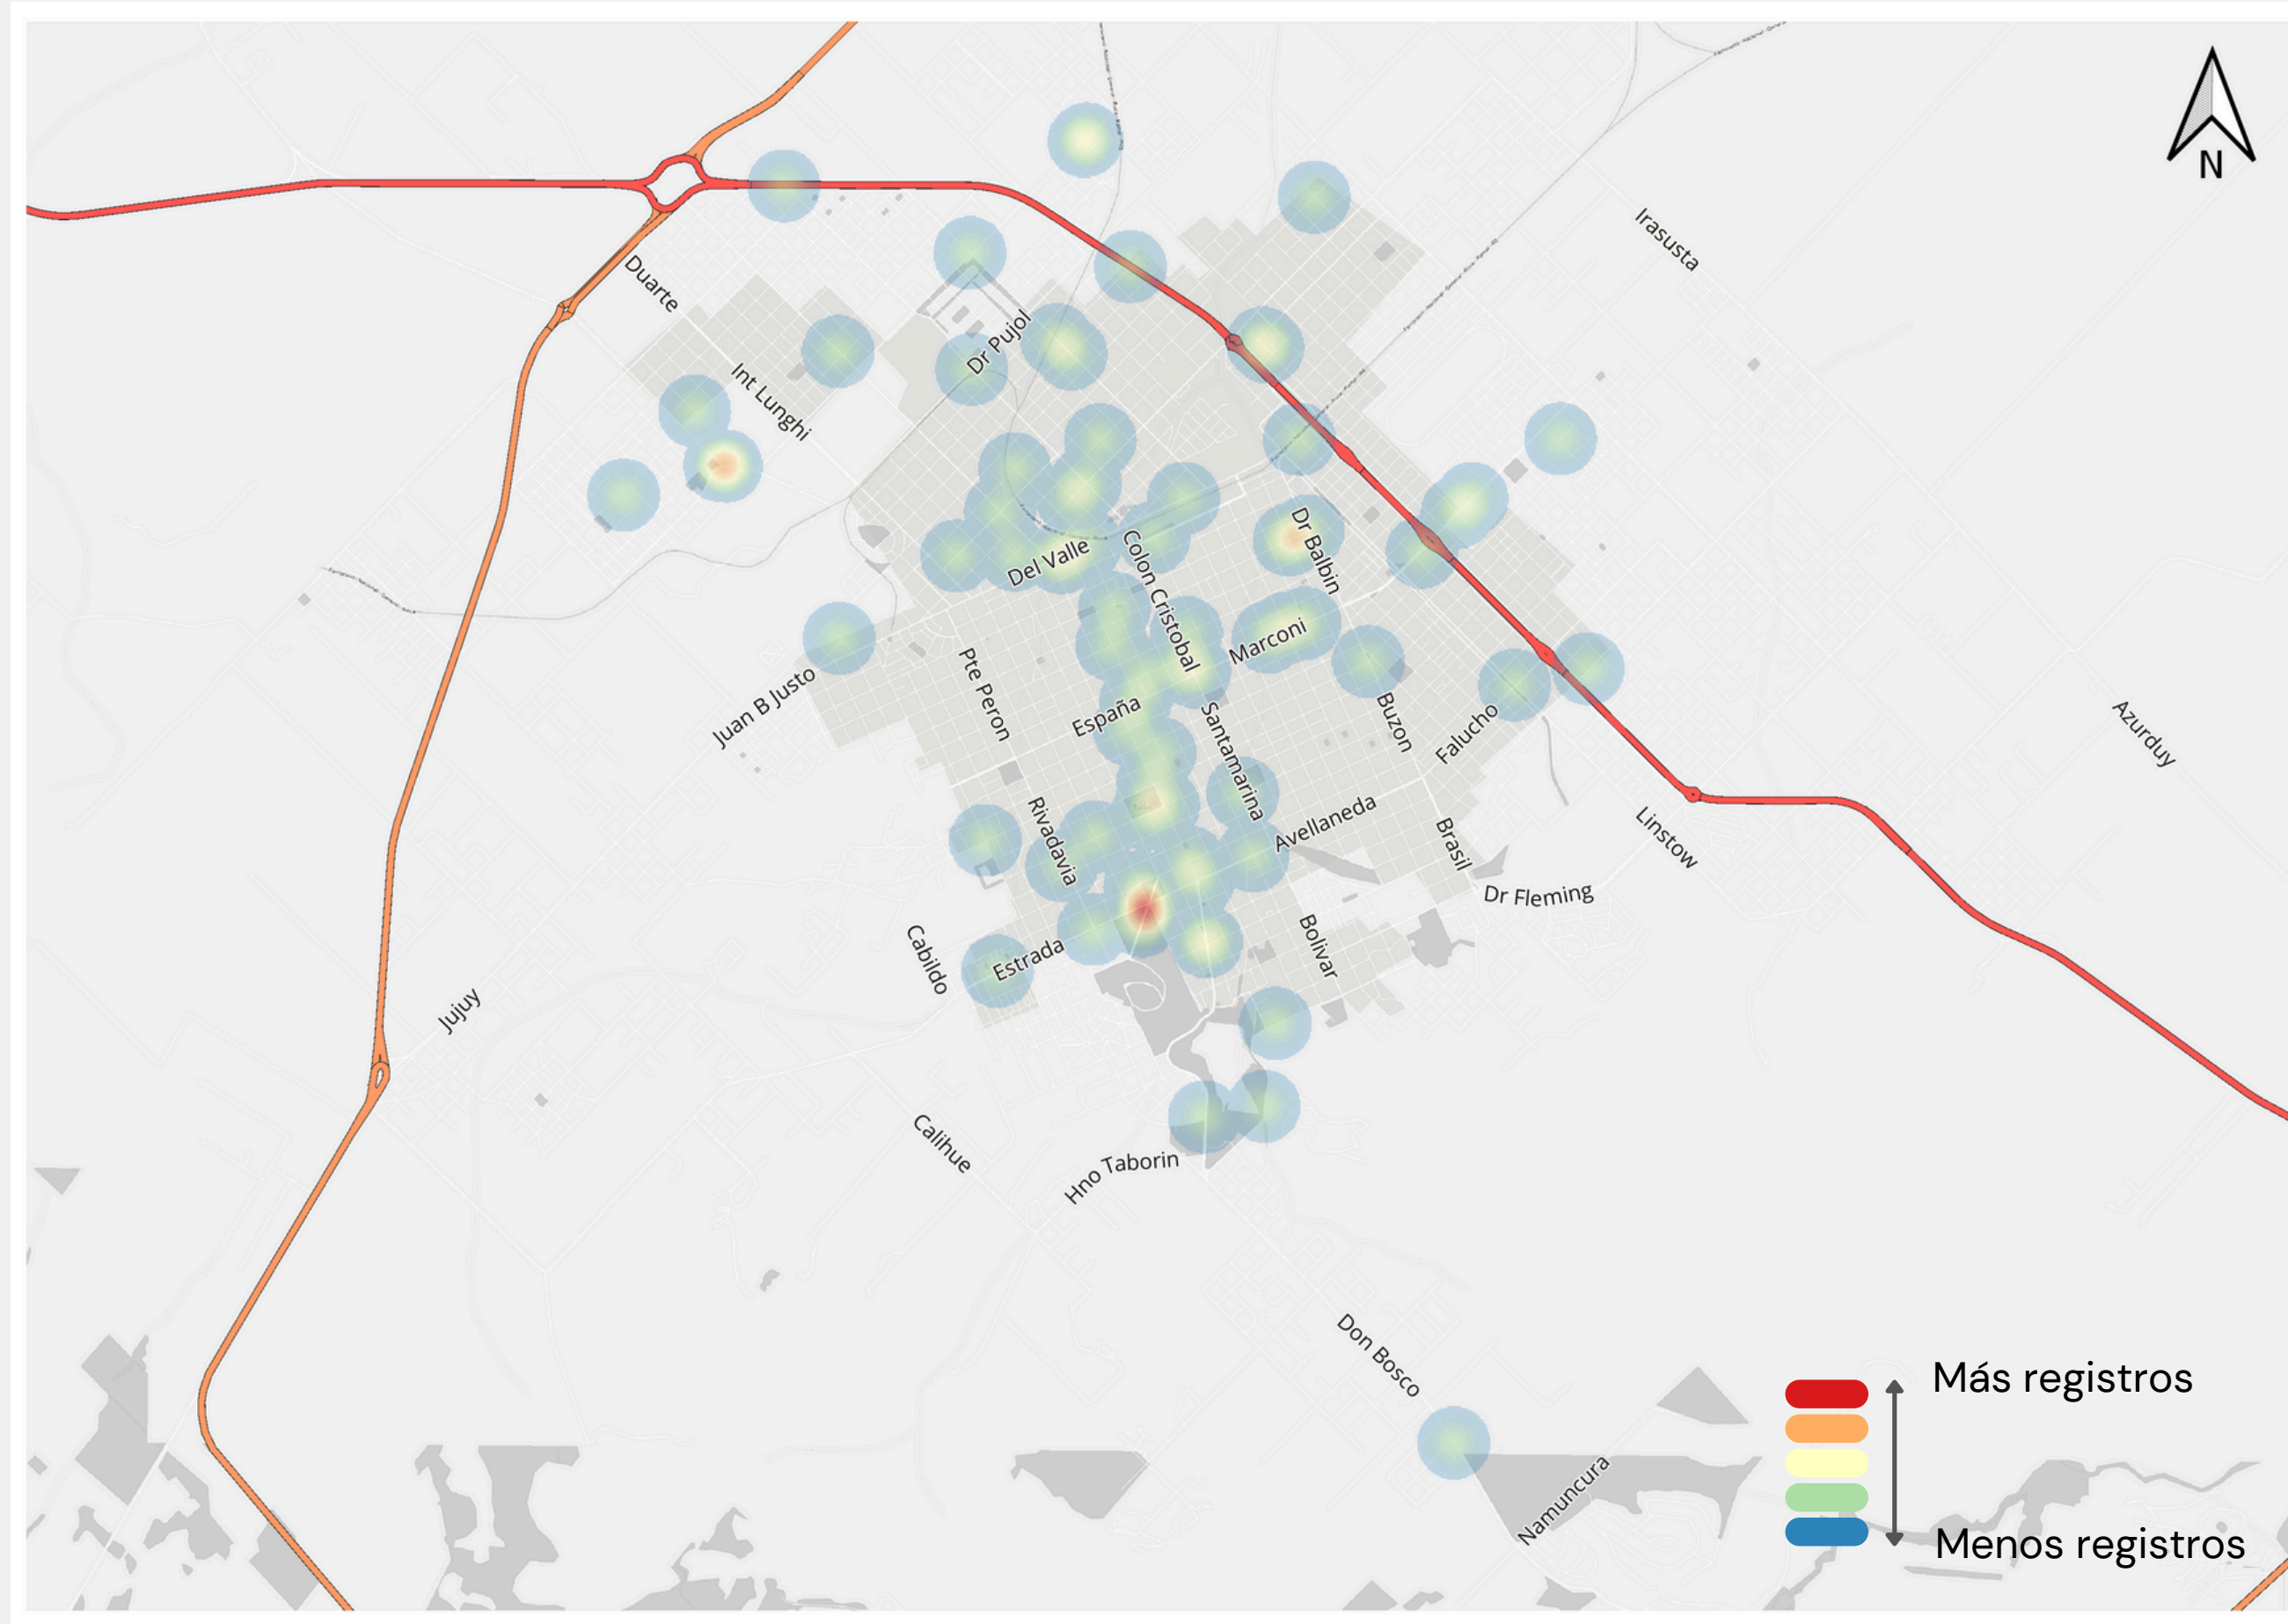 N
Irasusta
Duarte
Dr Pujol
Int Lunghi
Dr Balbin
Colon Cristobal
Del Valle
Marconi
Pte Peron
Juan B Justo
España
Santamarina
Buzon
Falucho
Azurduy
Rivadavia
Avellaneda
Brasil
Linstow
Dr Fleming
Bolivar
Cabildo
Estrada
Jujuy
Calihue
Hno Taborin
Don Bosco
Namuncura
Más registros
Menos registros